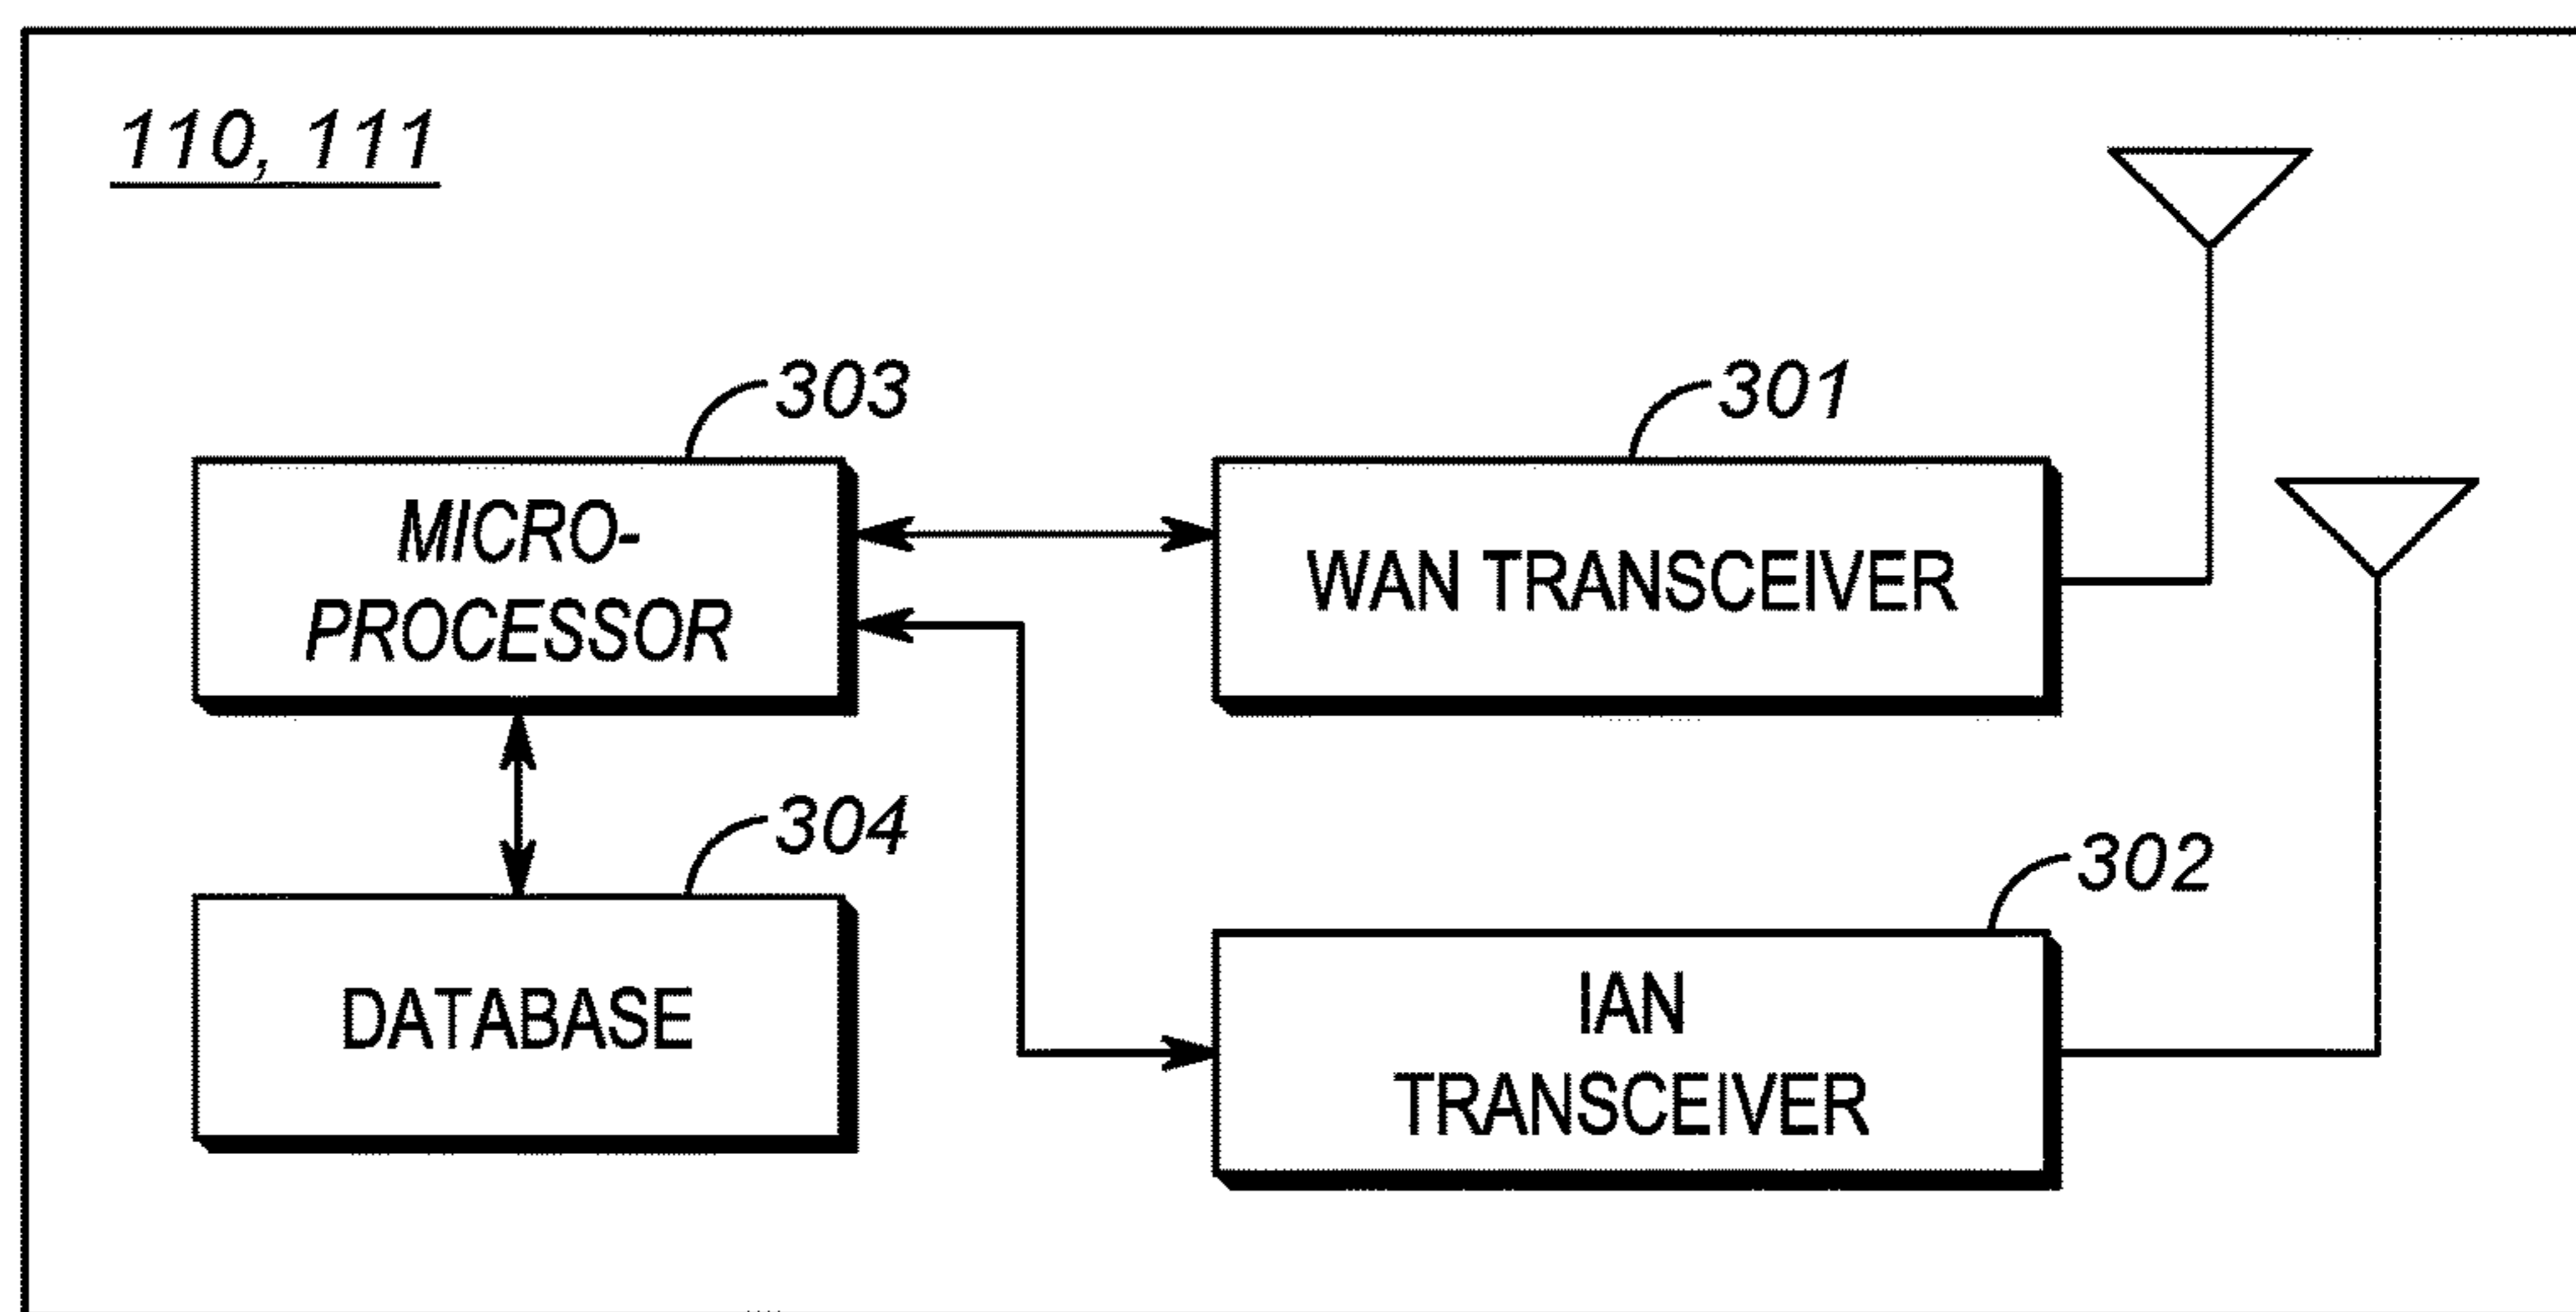 110, 111
303
301
MICRO-
PROCESSOR
WAN TRANSCEIVER
304
302
DATABASE
IAN
TRANSCEIVER